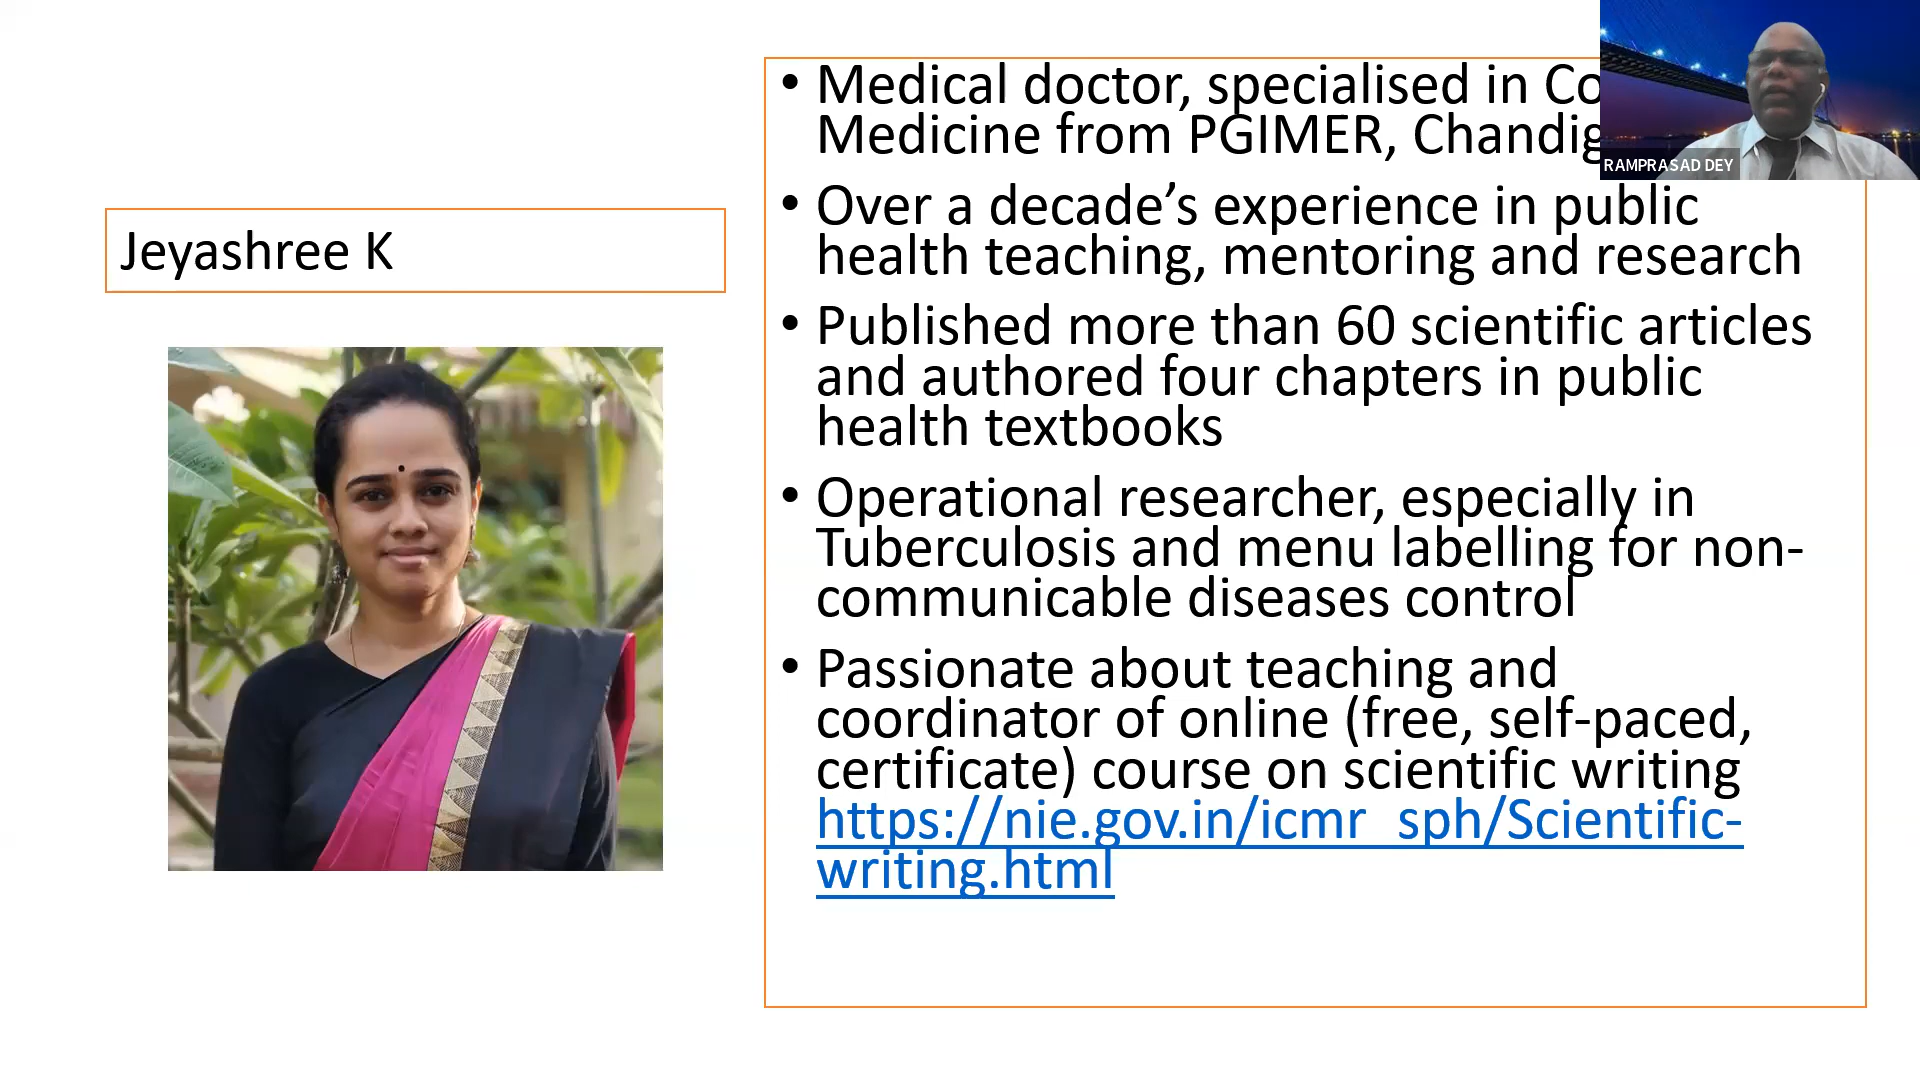 Jeyashree K
• Medical doctor, specialised in
Medicine from PGIMER,
• Over a decade’s experience in public
health teaching, mentoring and research
• Published more than 60 scientific articles
and authored four chapters in public
health textbooks
• Operational researcher, especially in
Tuberculosis and menu labelling for non-
communicable diseases control
• Passionate about teaching and
coordinator of online (free, self-paced,
certificate) course on scientific writing
https://nie.gov.in/icmr_sph/Scientific-
writing.html
RAMPRASAD DEY